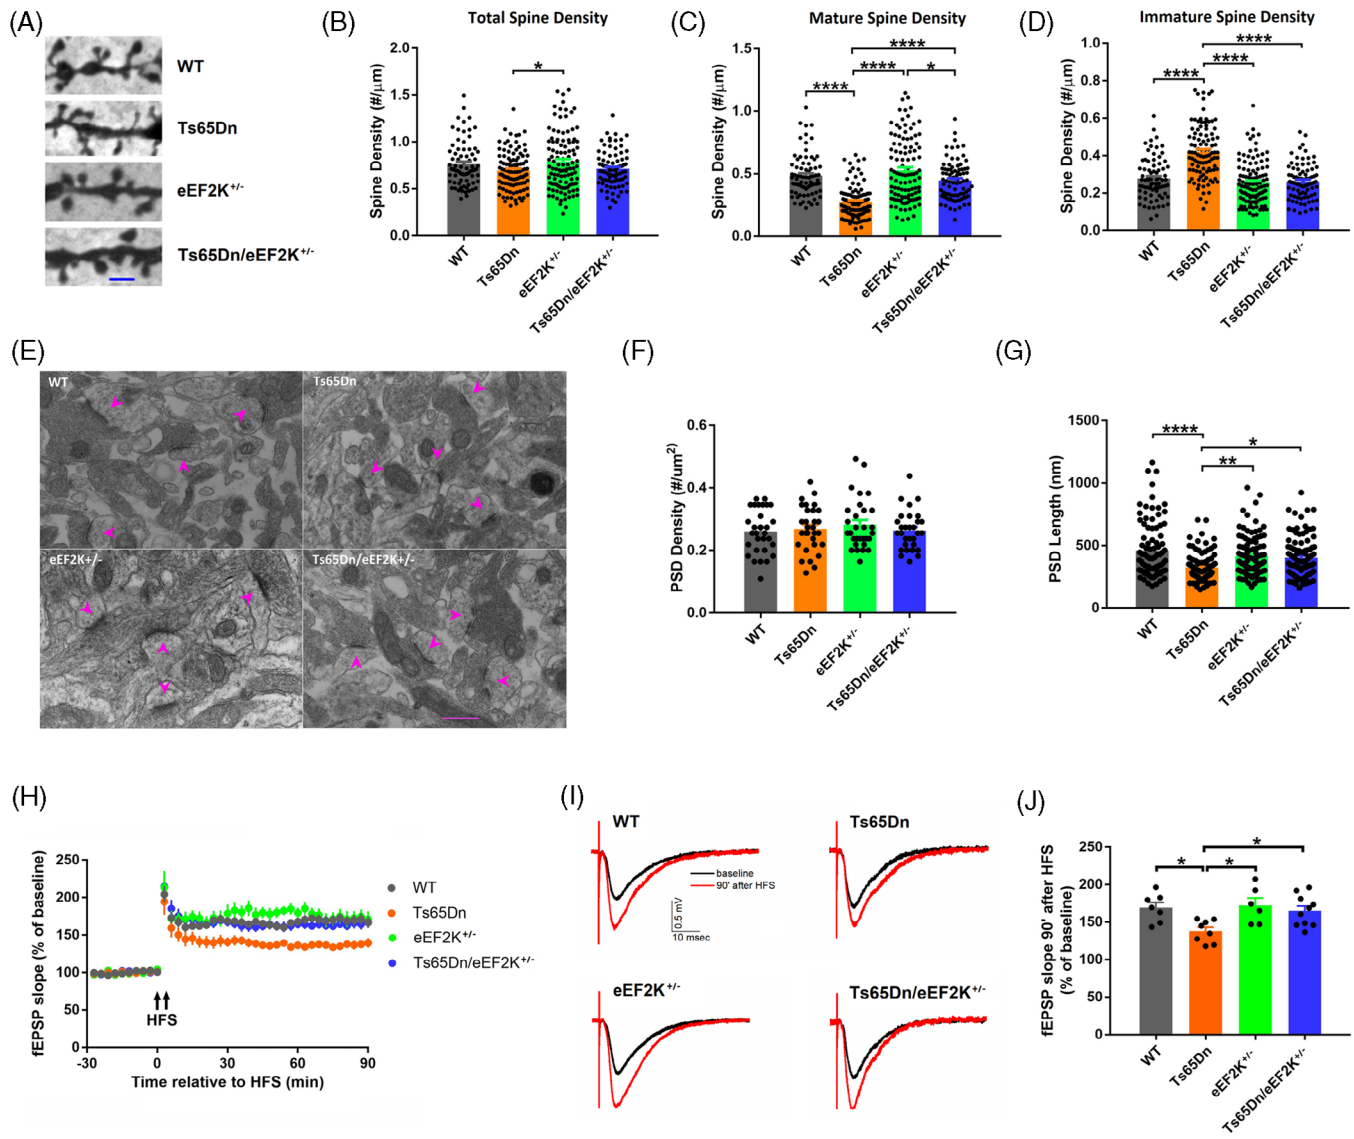 (A)
WT
Ts65Dn
eEF2K+/-
Ts65Dn/eEF2K+/-
(B)
Total Spine Density
Spine Density (#/μm)
2.0
1.5
1.0
0.5
0.0
*
WT
Ts65Dn
eEF2K+/-
Ts65Dn/eEF2K+/-
(C)
Mature Spine Density
Spine Density (#/μm)
1.5
1.0
0.5
0.0
****
**** *
****
WT
Ts65Dn
eEF2K+/-
Ts65Dn/eEF2K+/-
(D)
Immature Spine Density
Spine Density (#/μm)
1.0
0.8
0.6
0.4
0.2
0.0
****
****
****
WT
Ts65Dn
eEF2K+/-
Ts65Dn/eEF2K+/-
(E)
WT
Ts65Dn
eEF2K+/-
Ts65Dn/eEF2K+/-
(F)
PSD Density (#/um2)
0.6
0.4
0.2
0.0
WT
Ts65Dn
eEF2K+/-
Ts65Dn/eEF2K+/-
(G)
PSD Length (nm)
1500
1000
500
0
****
*
**
WT
Ts65Dn
eEF2K+/-
Ts65Dn/eEF2K+/-
(H)
fEPSP slope (% of baseline)
250
200
150
100
50
0
HFS
-30 0 30 60 90
Time relative to HFS (min)
WT
Ts65Dn
eEF2K+/-
Ts65Dn/eEF2K+/-
(I)
WT
Ts65Dn
baseline
90' after HFS
0.5 mV
10 msec
eEF2K+/-
Ts65Dn/eEF2K+/-
(J)
fEPSP slope 90' after HFS
(% of baseline)
250
200
150
100
50
0
*
* *
WT
Ts65Dn
eEF2K+/-
Ts65Dn/eEF2K+/-